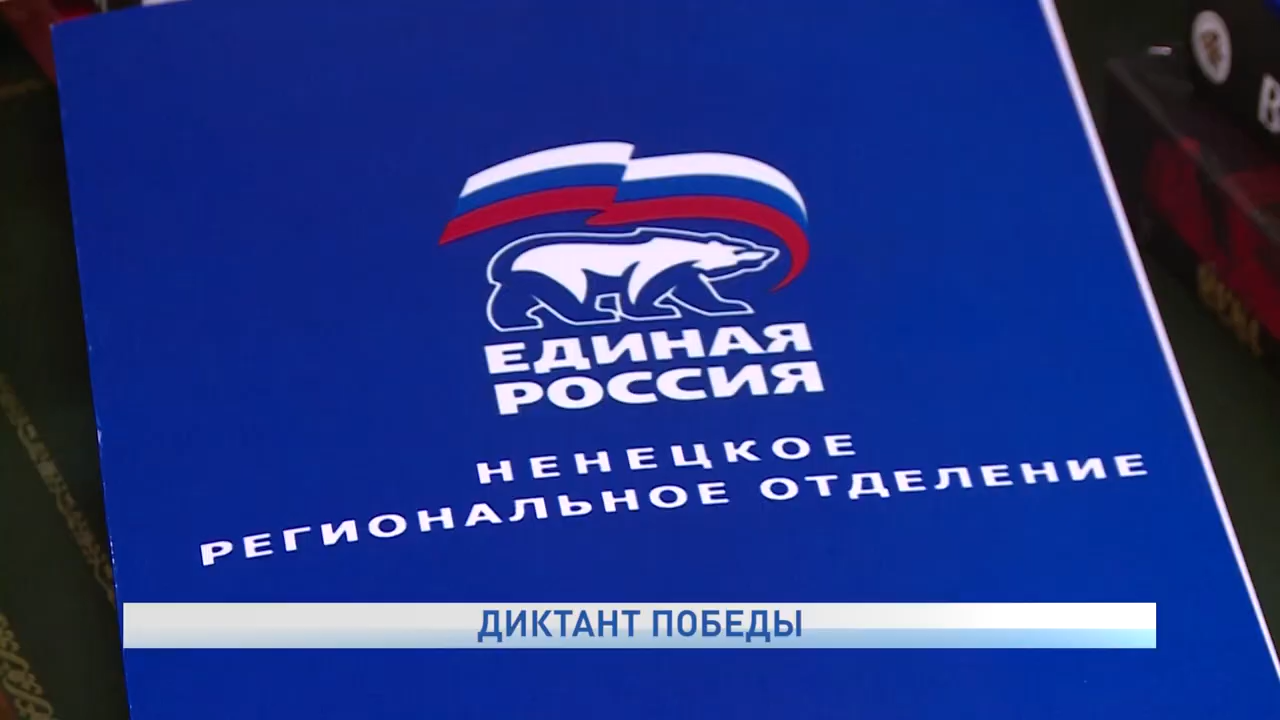 ЕДИНАЯ
РОССИЯ
НЕНЕЦКОЕ
РЕГИОНАЛЬНОЕ ОТДЕЛЕНИЕ
ДИКТАНТ ПОБЕДЫ